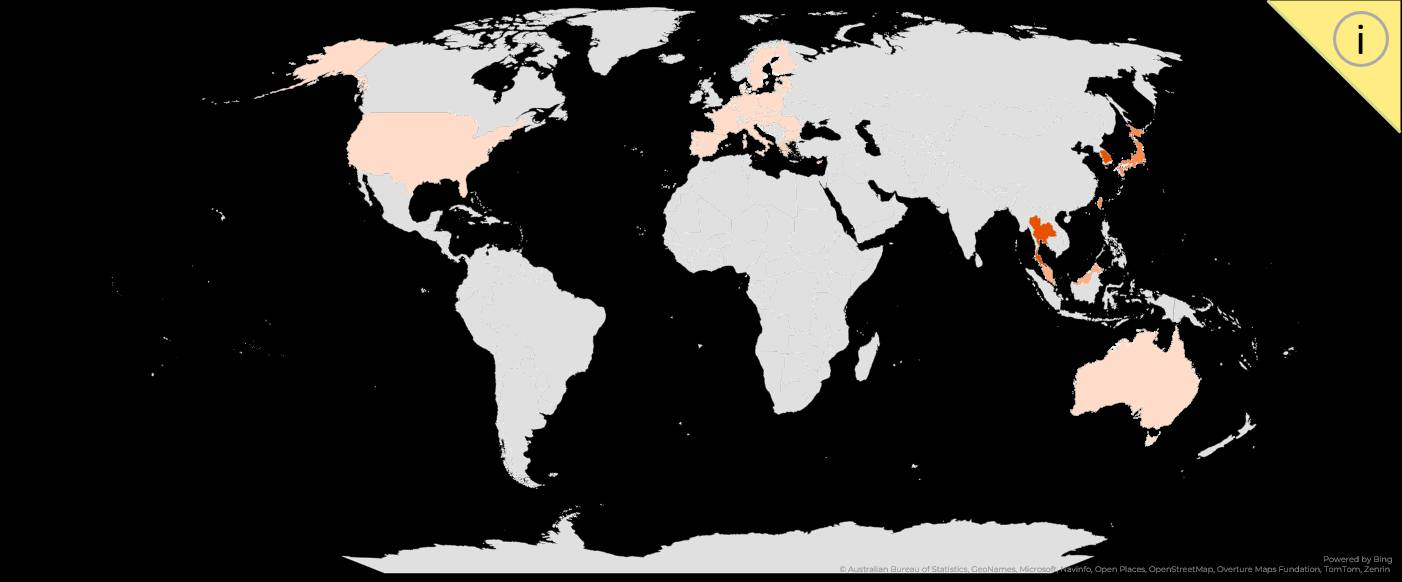 i
Powered by Bing
© Australian Bureau of Statistics, GeoNames, Microsoft, Navinfo, Open Places, OpenStreetMap, Overture Maps Fundation, TomTom, Zenrin